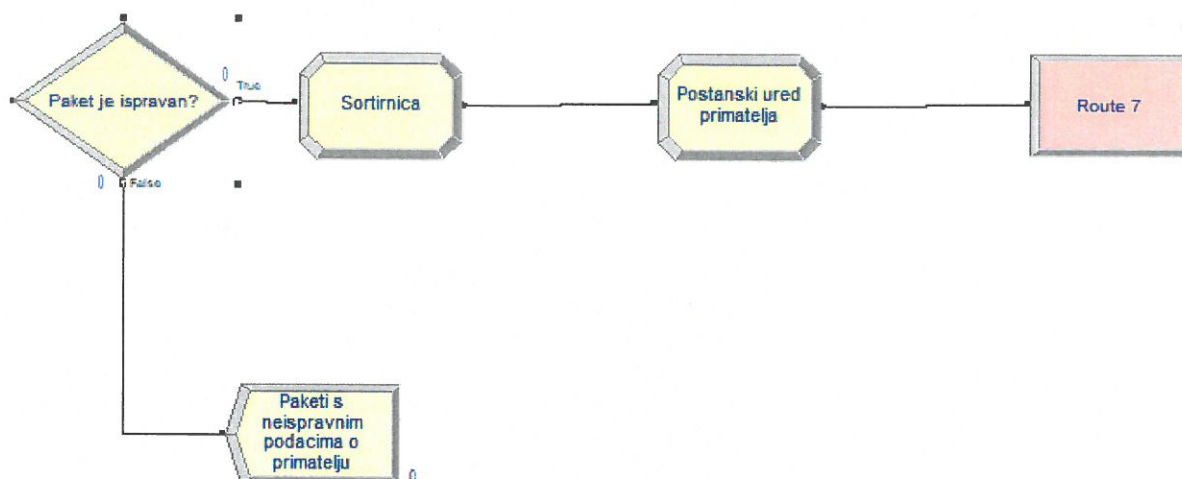 0
True
Paket je ispravan?
Sortirnica
Postanski ured
primatelja
Route 7
0
False
Paketi s
neispravnim
podacima o
primatelju
0